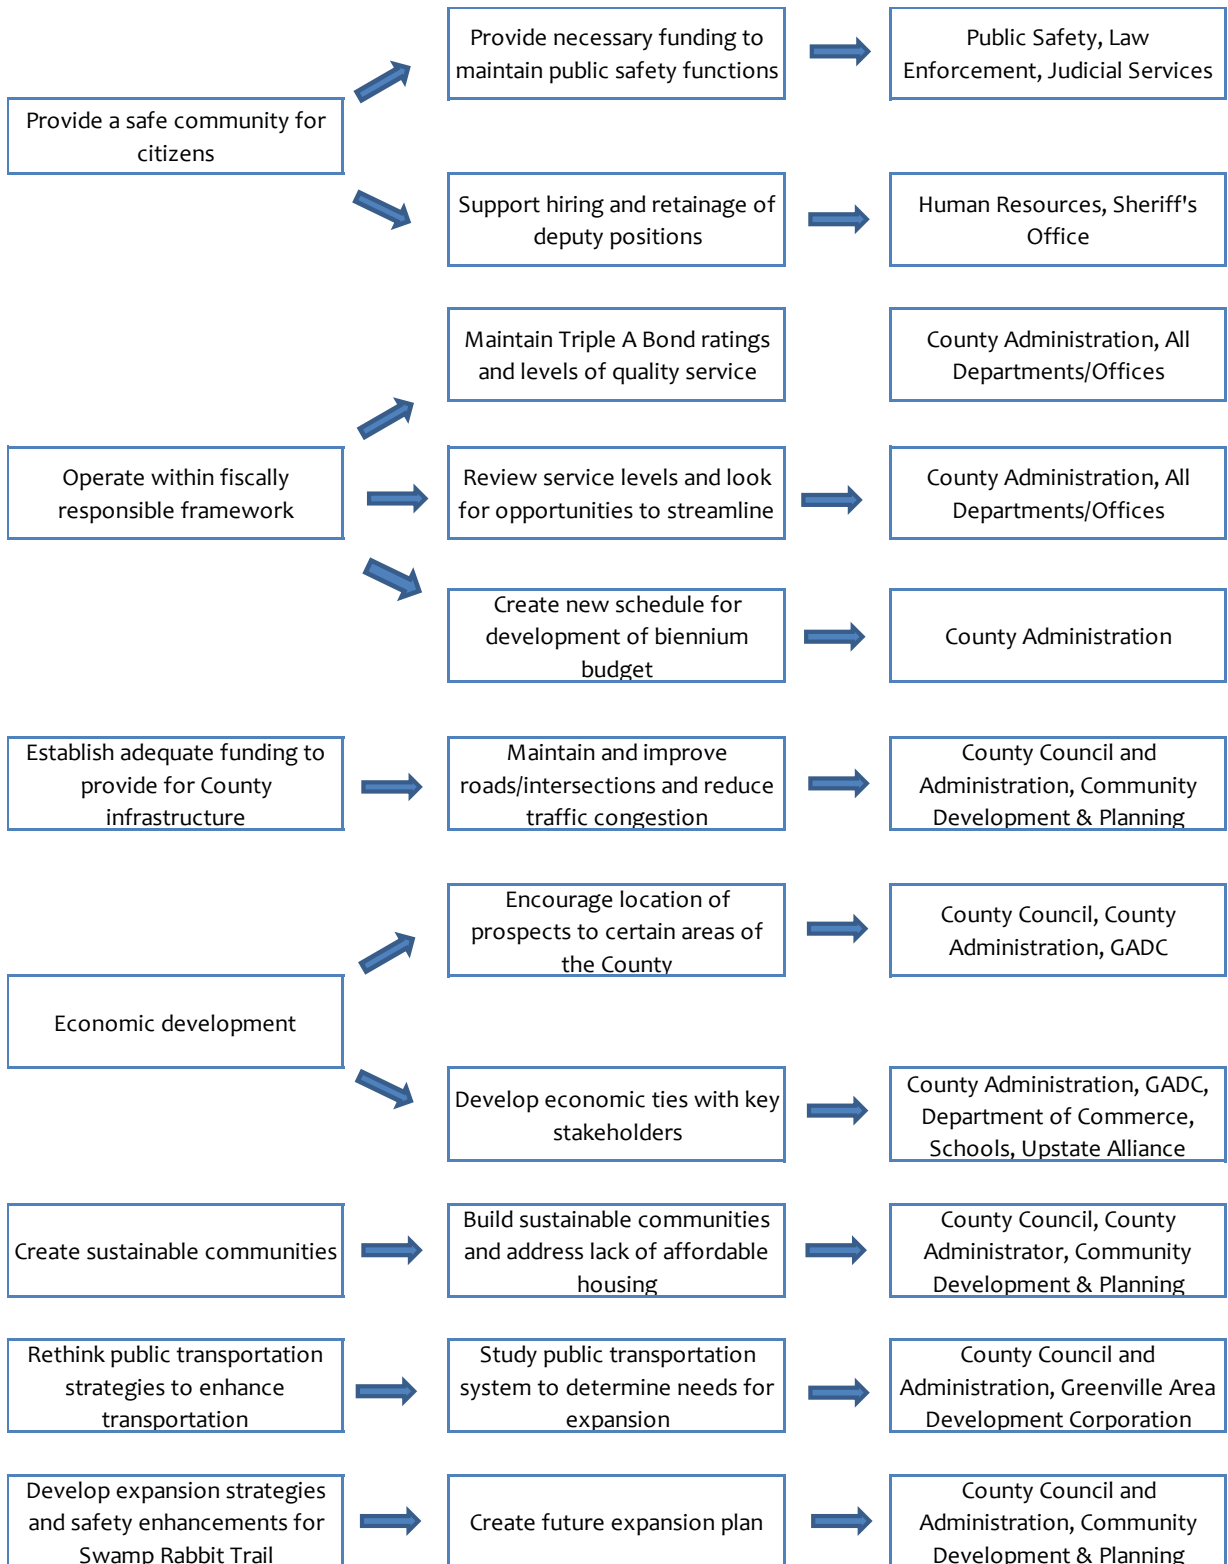 Provide a safe community for
citizens
Provide necessary funding to
maintain public safety functions
Public Safety, Law
Enforcement, Judicial Services
Support hiring and retainage of
deputy positions
Human Resources, Sheriff's
Office
Operate within fiscally
responsible framework
Maintain Triple A Bond ratings
and levels of quality service
County Administration, All
Departments/Offices
Review service levels and look
for opportunities to streamline
County Administration, All
Departments/Offices
Create new schedule for
development of biennium
budget
County Administration
Establish adequate funding to
provide for County
infrastructure
Maintain and improve
roads/intersections and reduce
traffic congestion
County Council and
Administration, Community
Development & Planning
Economic development
Encourage location of
prospects to certain areas of
the County
County Council, County
Administration, GADC
Develop economic ties with key
stakeholders
County Administration, GADC,
Department of Commerce,
Schools, Upstate Alliance
Create sustainable communities
Build sustainable communities
and address lack of affordable
housing
County Council, County
Administrator, Community
Development & Planning
Rethink public transportation
strategies to enhance
transportation
Study public transportation
system to determine needs for
expansion
County Council and
Administration, Greenville Area
Development Corporation
Develop expansion strategies
and safety enhancements for
Swamp Rabbit Trail
Create future expansion plan
County Council and
Administration, Community
Development & Planning